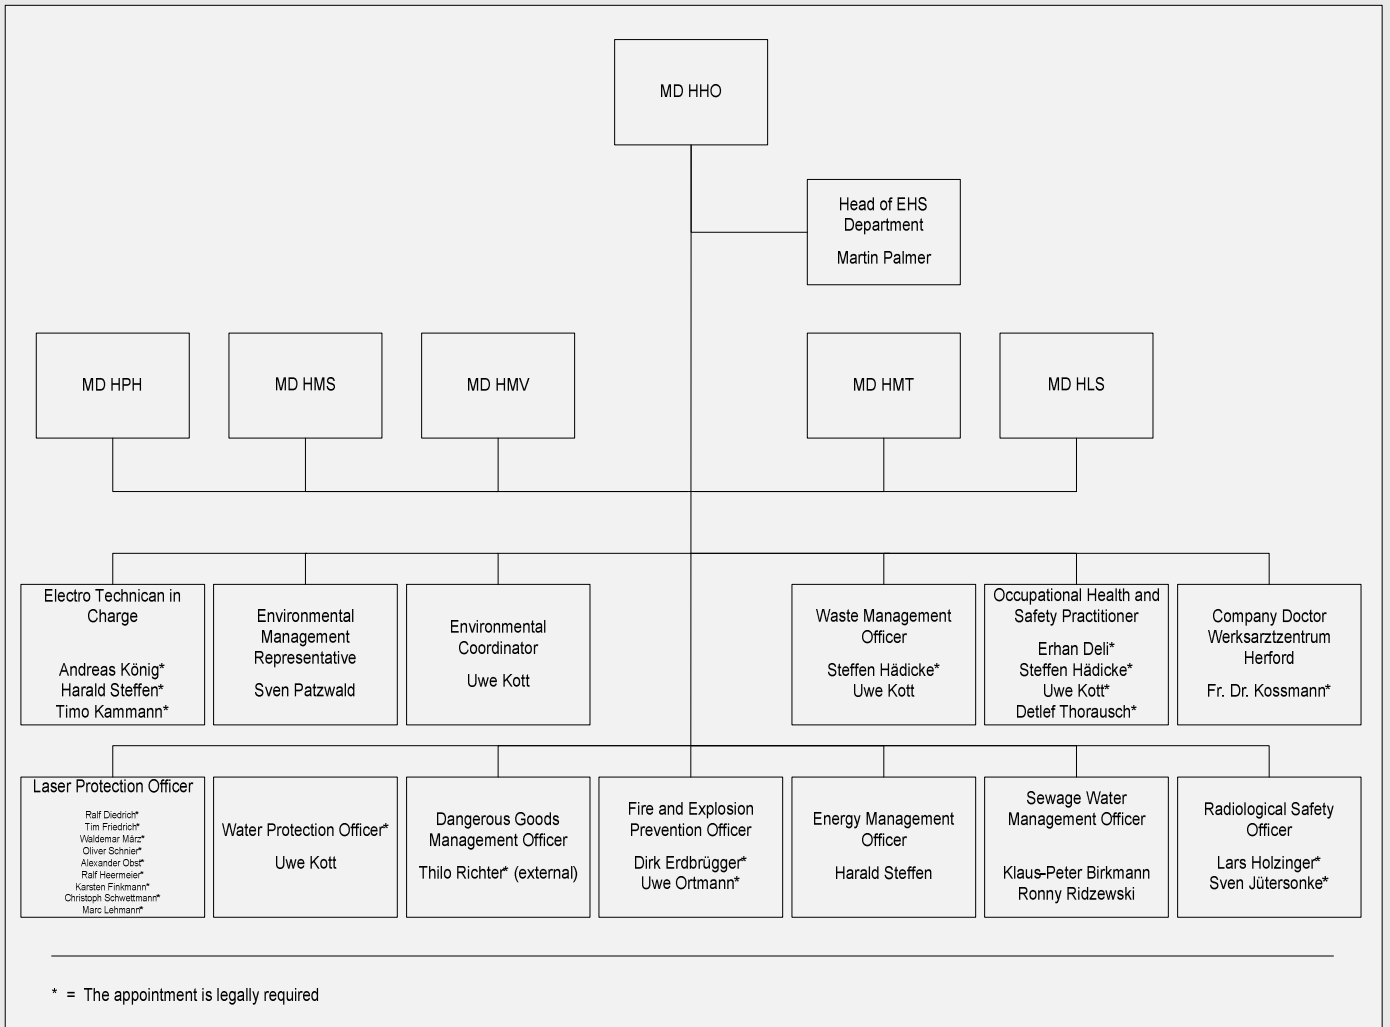 MD HHO
Head of EHS
Department
Martin Palmer
MD HPH
MD HMS
MD HMV
MD HMT
MD HLS
Electro Technican in
Charge
Andreas König*
Harald Steffen*
Timo Kammann*
Environmental
Management
Representative
Sven Patzwald
Environmental
Coordinator
Uwe Kott
Waste Management
Officer
Steffen Hädicke*
Uwe Kott
Occupational Health and
Safety Practitioner
Erhan Deli*
Steffen Hädicke*
Uwe Kott*
Detlef Thorausch*
Company Doctor
Werksarztzentrum
Herford
Fr. Dr. Kossmann*
Laser Protection Officer
Ralf Diedrich*
Tim Friedrich*
Waldemar März*
Oliver Schnier*
Alexander Obst*
Ralf Heermeier*
Karsten Finkmann*
Christoph Schwettmann*
Marc Lehmann*
Water Protection Officer*
Uwe Kott
Dangerous Goods
Management Officer
Thilo Richter* (external)
Fire and Explosion
Prevention Officer
Dirk Erdbrügger*
Uwe Ortmann*
Energy Management
Officer
Harald Steffen
Sewage Water
Management Officer
Klaus-Peter Birkmann
Ronny Ridzewski
Radiological Safety
Officer
Lars Holzinger*
Sven Jütersonke*
* = The appointment is legally required